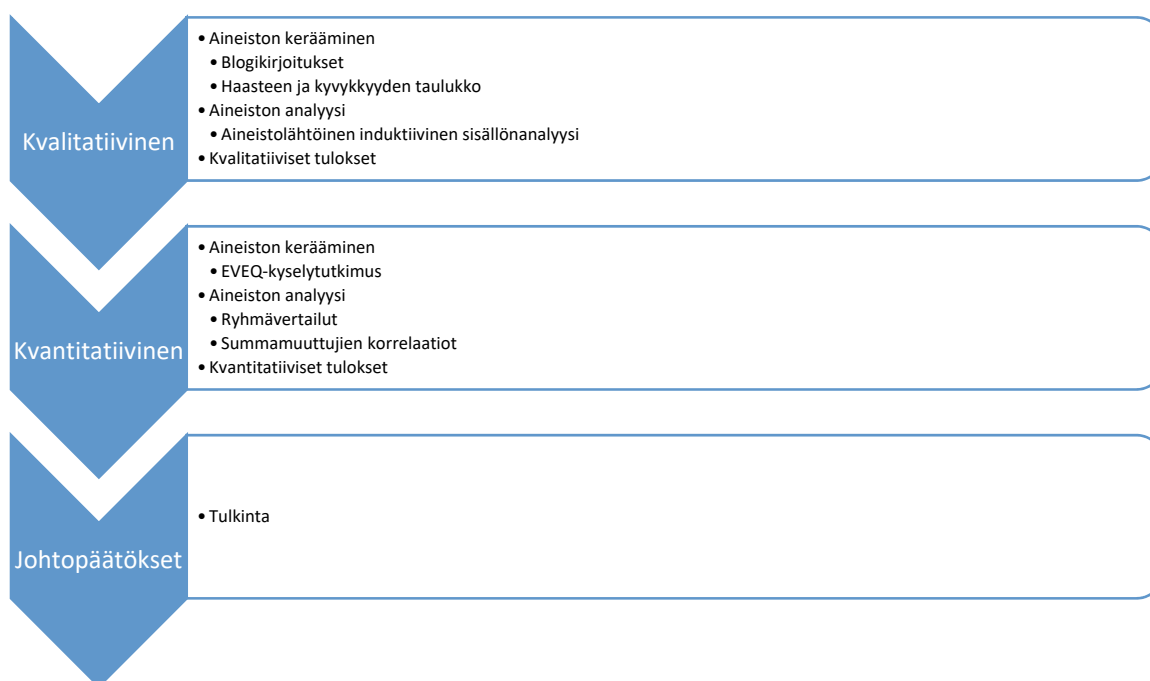 Kvalitatiivinen
• Aineiston kerääminen
• Blogikirjoitukset
• Haasteen ja kyvykkyyden taulukko
• Aineiston analyysi
• Aineistolähtöinen induktiivinen sisällönanalyysi
• Kvalitatiiviset tulokset
Kvantitatiivinen
• Aineiston kerääminen
• EVEQ-kyselytutkimus
• Aineiston analyysi
• Ryhmävertailut
• Summamuuttujien korrelaatiot
• Kvantitatiiviset tulokset
Johtopäätökset
• Tulkinta